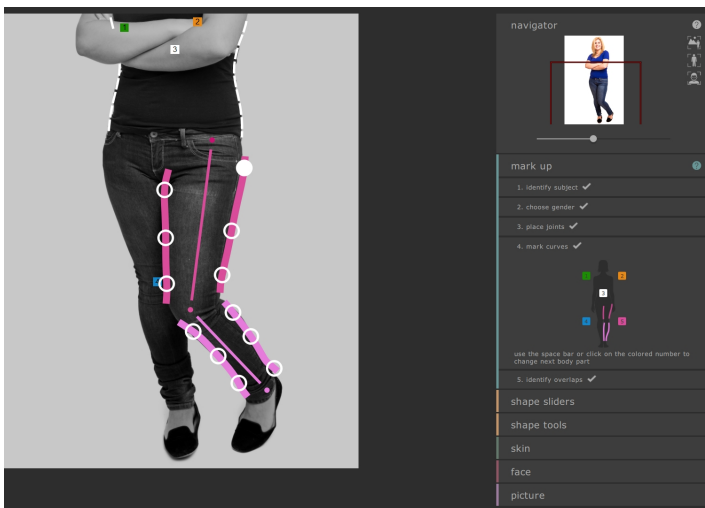 1
2
3
navigator
?
mark up
?
1. identify subject ✔
2. choose gender ✔
3. place joints ✔
4. mark curves ✔
2
3
use the space bar or click on the colored number to
change next body part
5. identify overlaps ✔
shape sliders
shape tools
skin
face
picture